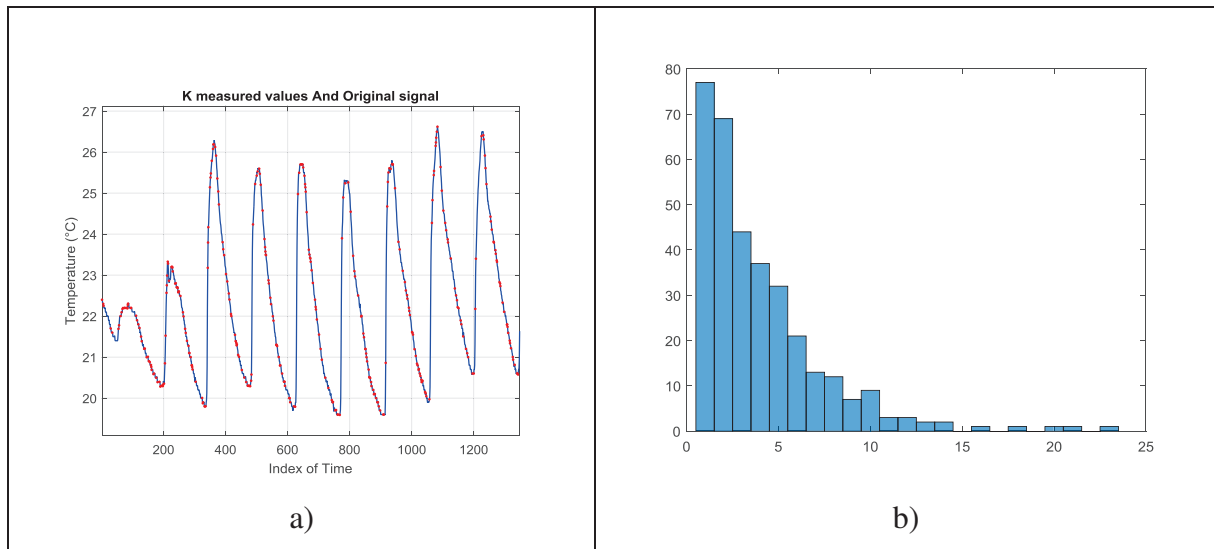 K measured values And Original signal
27
26
25
24
23
22
21
20
Temperature (°C)
200 400 600 800 1000 1200
Index of Time
a)
80
70
60
50
40
30
20
10
0
0 5 10 15 20 25
b)